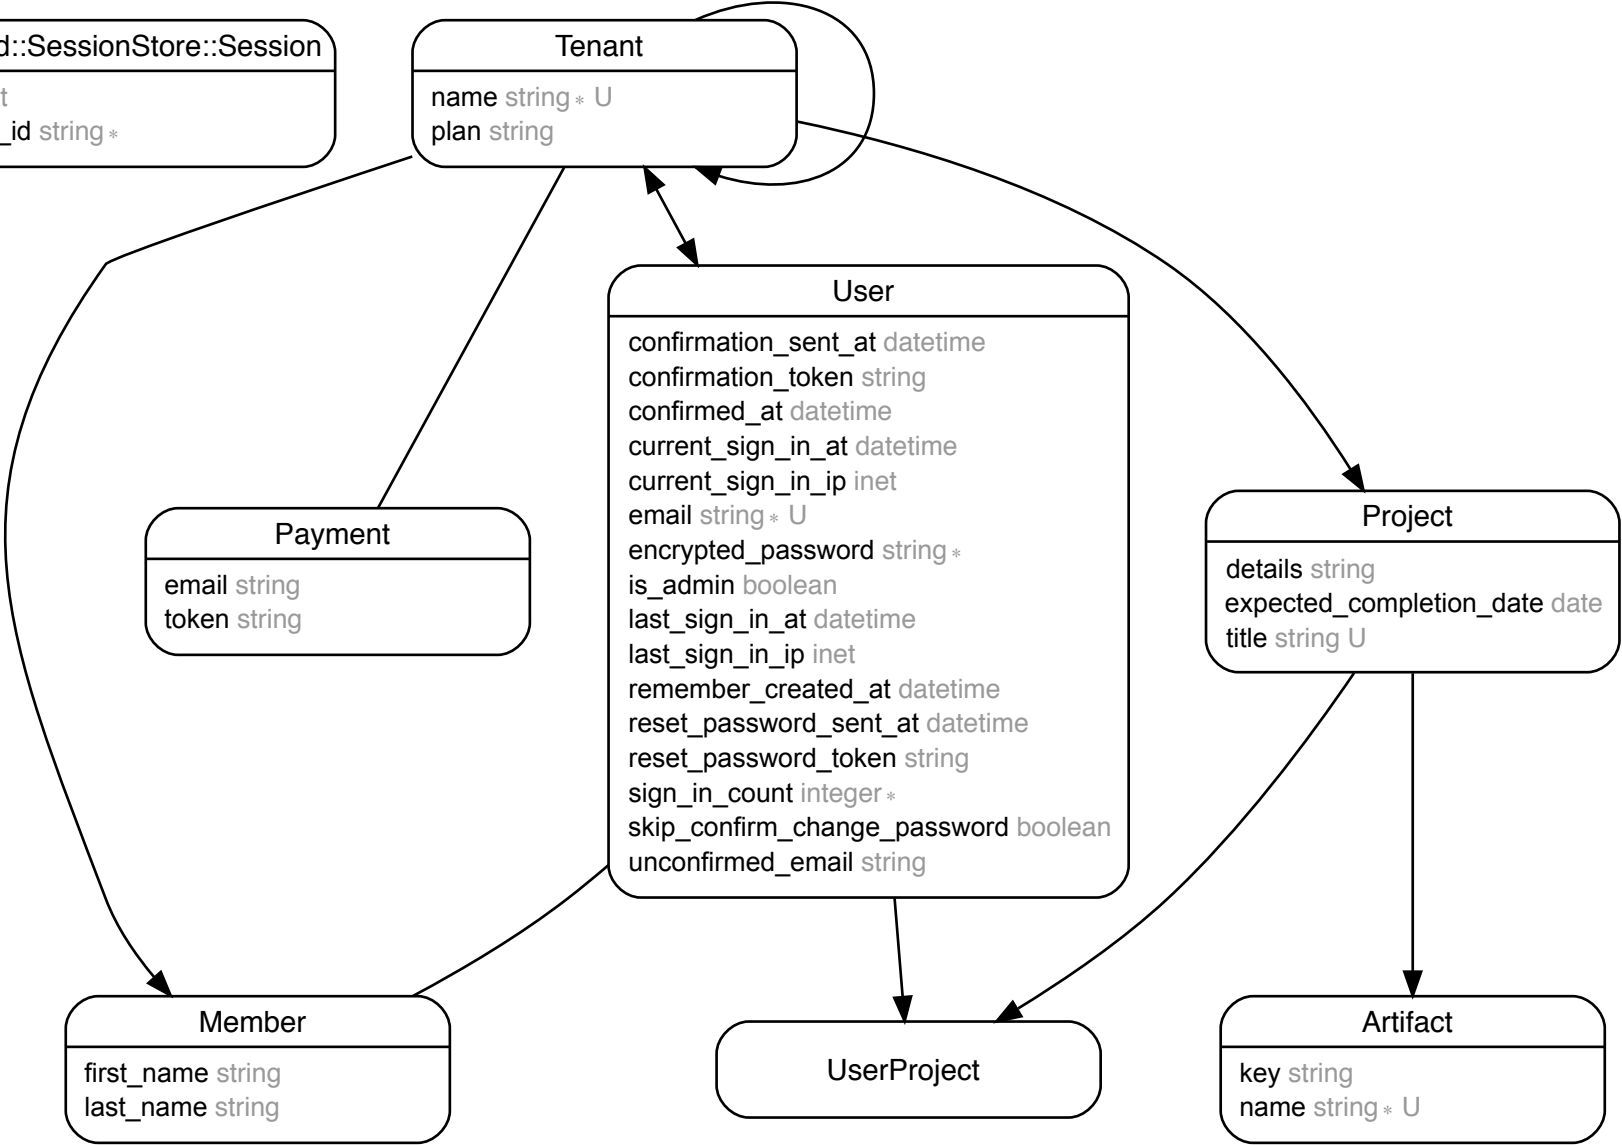 d::SessionStore::Session
t
_id string *
Tenant
name string * U
plan string
User
confirmation_sent_at datetime
confirmation_token string
confirmed_at datetime
current_sign_in_at datetime
current_sign_in_ip inet
email string * U
encrypted_password string *
is_admin boolean
last_sign_in_at datetime
last_sign_in_ip inet
remember_created_at datetime
reset_password_sent_at datetime
reset_password_token string
sign_in_count integer *
skip_confirm_change_password boolean
unconfirmed_email string
Payment
email string
token string
Project
details string
expected_completion_date date
title string U
Member
first_name string
last_name string
UserProject
Artifact
key string
name string * U